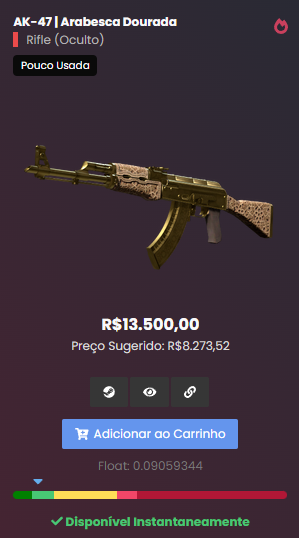 AK-47 | Arabesca Dourada
Rifle (Oculto)
Pouco Usada
R$13.500,00
Preço Sugerido: R$8.273,52
Adicionar ao Carrinho
Float: 0.09059344
Disponível Instantaneamente